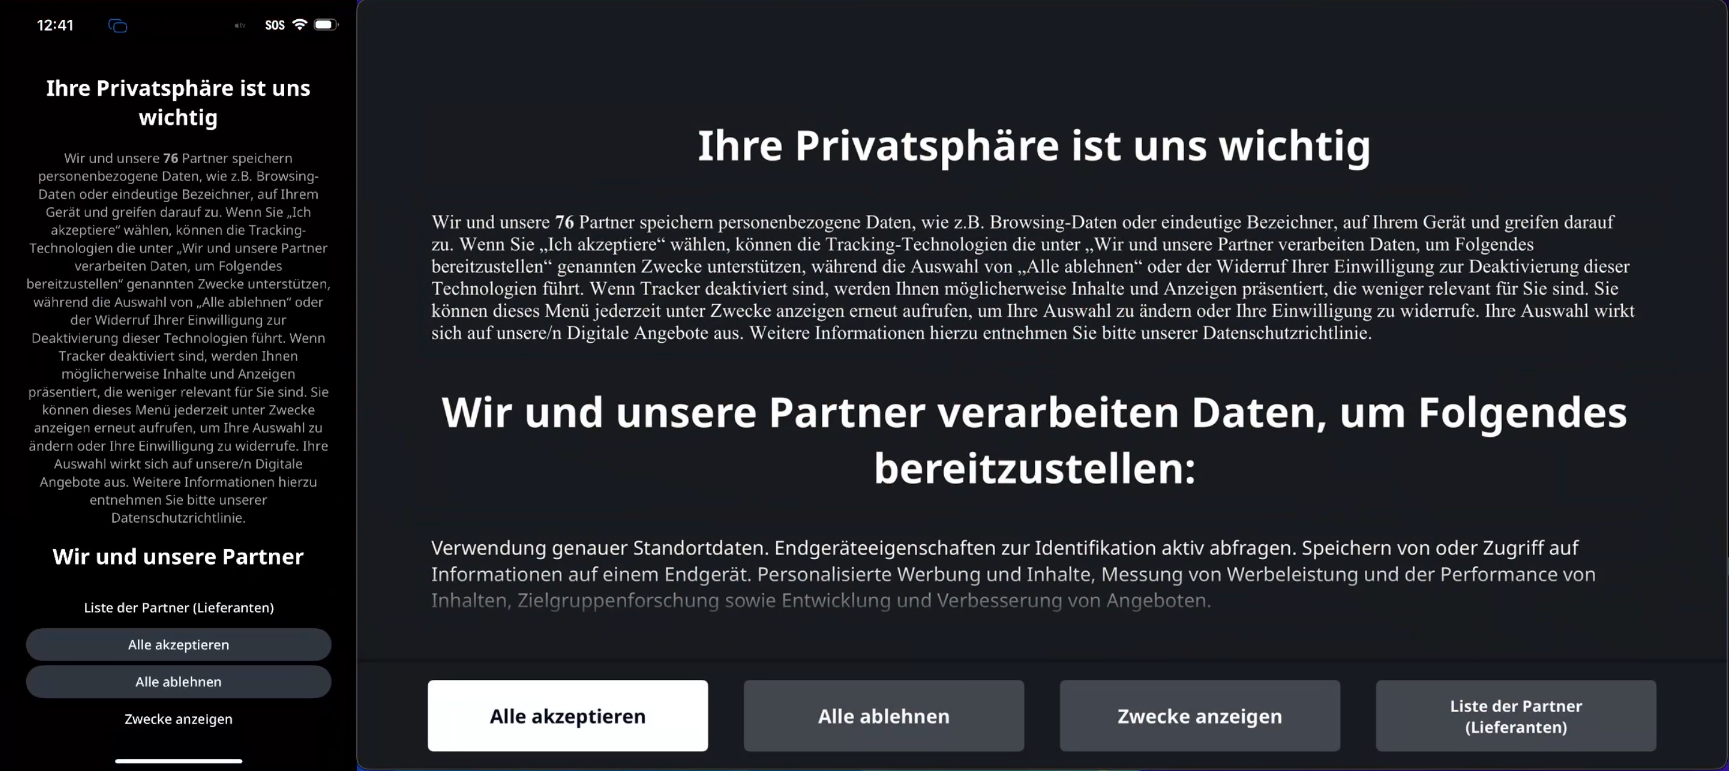 12:41
tv
SOS
Ihre Privatsphäre ist uns
wichtig
Wir und unsere 76 Partner speichern
personenbezogene Daten, wie z.B. Browsing-
Daten oder eindeutige Bezeichner, auf Ihrem
Gerät und greifen darauf zu. Wenn Sie „Ich
akzeptiere“ wählen, können die Tracking-
Technologien die unter „Wir und unsere Partner
verarbeiten Daten, um Folgendes
bereitzustellen“ genannten Zwecke unterstützen,
während die Auswahl von „Alle ablehnen“ oder
der Widerruf Ihrer Einwilligung zur
Deaktivierung dieser Technologien führt. Wenn
Tracker deaktiviert sind, werden Ihnen
möglicherweise Inhalte und Anzeigen
präsentiert, die weniger relevant für Sie sind. Sie
können dieses Menü jederzeit unter Zwecke
anzeigen erneut aufrufen, um Ihre Auswahl zu
ändern oder Ihre Einwilligung zu widerrufe. Ihre
Auswahl wirkt sich auf unsere/n Digitale
Angebote aus. Weitere Informationen hierzu
entnehmen Sie bitte unserer
Datenschutzrichtlinie.
Wir und unsere Partner
Liste der Partner (Lieferanten)
Alle akzeptieren
Alle ablehnen
Zwecke anzeigen
Ihre Privatsphäre ist uns wichtig
Wir und unsere 76 Partner speichern personenbezogene Daten, wie z.B. Browsing-Daten oder eindeutige Bezeichner, auf Ihrem Gerät und greifen darauf
zu. Wenn Sie „Ich akzeptiere“ wählen, können die Tracking-Technologien die unter „Wir und unsere Partner verarbeiten Daten, um Folgendes
bereitzustellen“ genannten Zwecke unterstützen, während die Auswahl von „Alle ablehnen“ oder der Widerruf Ihrer Einwilligung zur Deaktivierung dieser
Technologien führt. Wenn Tracker deaktiviert sind, werden Ihnen möglicherweise Inhalte und Anzeigen präsentiert, die weniger relevant für Sie sind. Sie
können dieses Menü jederzeit unter Zwecke anzeigen erneut aufrufen, um Ihre Auswahl zu ändern oder Ihre Einwilligung zu widerrufe. Ihre Auswahl wirkt
sich auf unsere/n Digitale Angebote aus. Weitere Informationen hierzu entnehmen Sie bitte unserer Datenschutzrichtlinie.
Wir und unsere Partner verarbeiten Daten, um Folgendes
bereitzustellen:
Verwendung genauer Standortdaten. Endgeräteeigenschaften zur Identifikation aktiv abfragen. Speichern von oder Zugriff auf
Informationen auf einem Endgerät. Personalisierte Werbung und Inhalte, Messung von Werbeleistung und der Performance von
Inhalten, Zielgruppenforschung sowie Entwicklung und Verbesserung von Angeboten.
Alle akzeptieren
Alle ablehnen
Zwecke anzeigen
Liste der Partner
(Lieferanten)